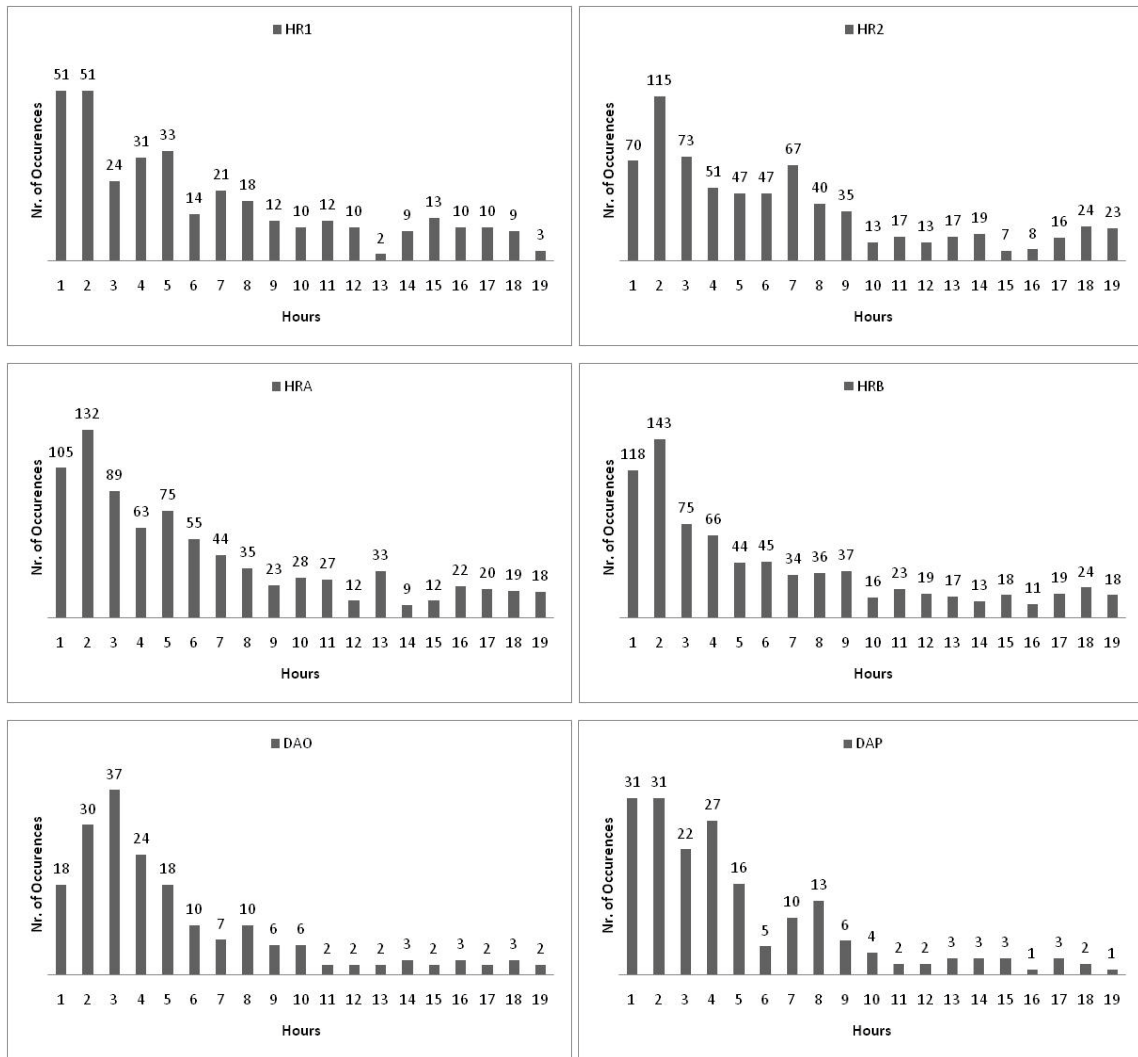 HR1
Nr. of Occurences
51 51 24 31 33 14 21 18 12 10 12 10 2 9 13 10 10 9 3
1 2 3 4 5 6 7 8 9 10 11 12 13 14 15 16 17 18 19
Hours
HR2
Nr. of Occurences
70 115 73 51 47 47 67 40 35 13 17 13 17 19 7 8 16 24 23
1 2 3 4 5 6 7 8 9 10 11 12 13 14 15 16 17 18 19
Hours
HRA
Nr. of Occurences
105 132 89 63 75 55 44 35 23 28 27 12 33 9 12 22 20 19 18
1 2 3 4 5 6 7 8 9 10 11 12 13 14 15 16 17 18 19
Hours
HRB
Nr. of Occurences
118 143 75 66 44 45 34 36 37 16 23 19 17 13 18 11 19 24 18
1 2 3 4 5 6 7 8 9 10 11 12 13 14 15 16 17 18 19
Hours
DAO
Nr. of Occurences
18 30 37 24 18 10 7 10 6 6 2 2 2 3 2 3 2 3 2
1 2 3 4 5 6 7 8 9 10 11 12 13 14 15 16 17 18 19
Hours
DAP
Nr. of Occurences
31 31 22 27 16 5 10 13 6 4 2 2 3 3 3 1 3 2 1
1 2 3 4 5 6 7 8 9 10 11 12 13 14 15 16 17 18 19
Hours